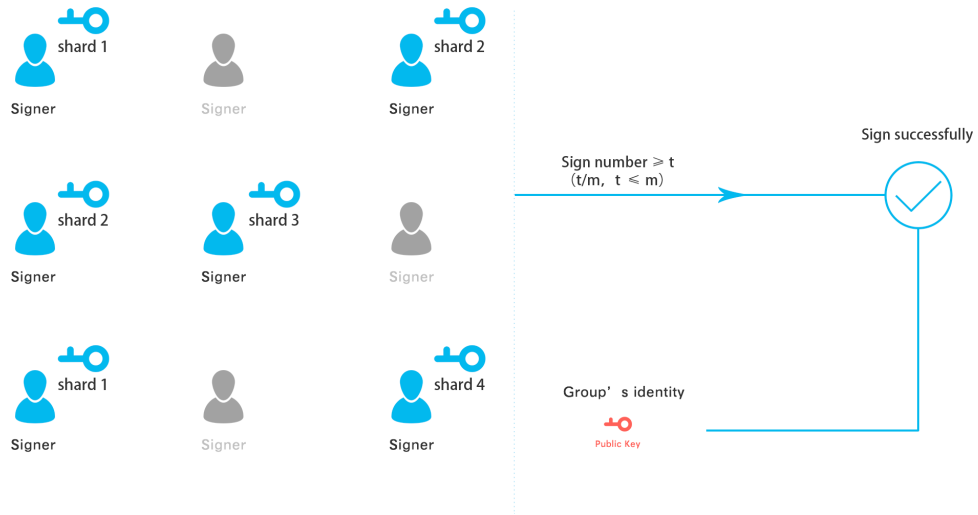 shard 1
shard 2
Signer
Signer
Signer
Sign successfully
Sign number ≥ t
(t/m, t ≤ m)
shard 2
shard 3
Signer
Signer
Signer
shard 1
shard 4
Group's identity
Signer
Signer
Signer
Public Key